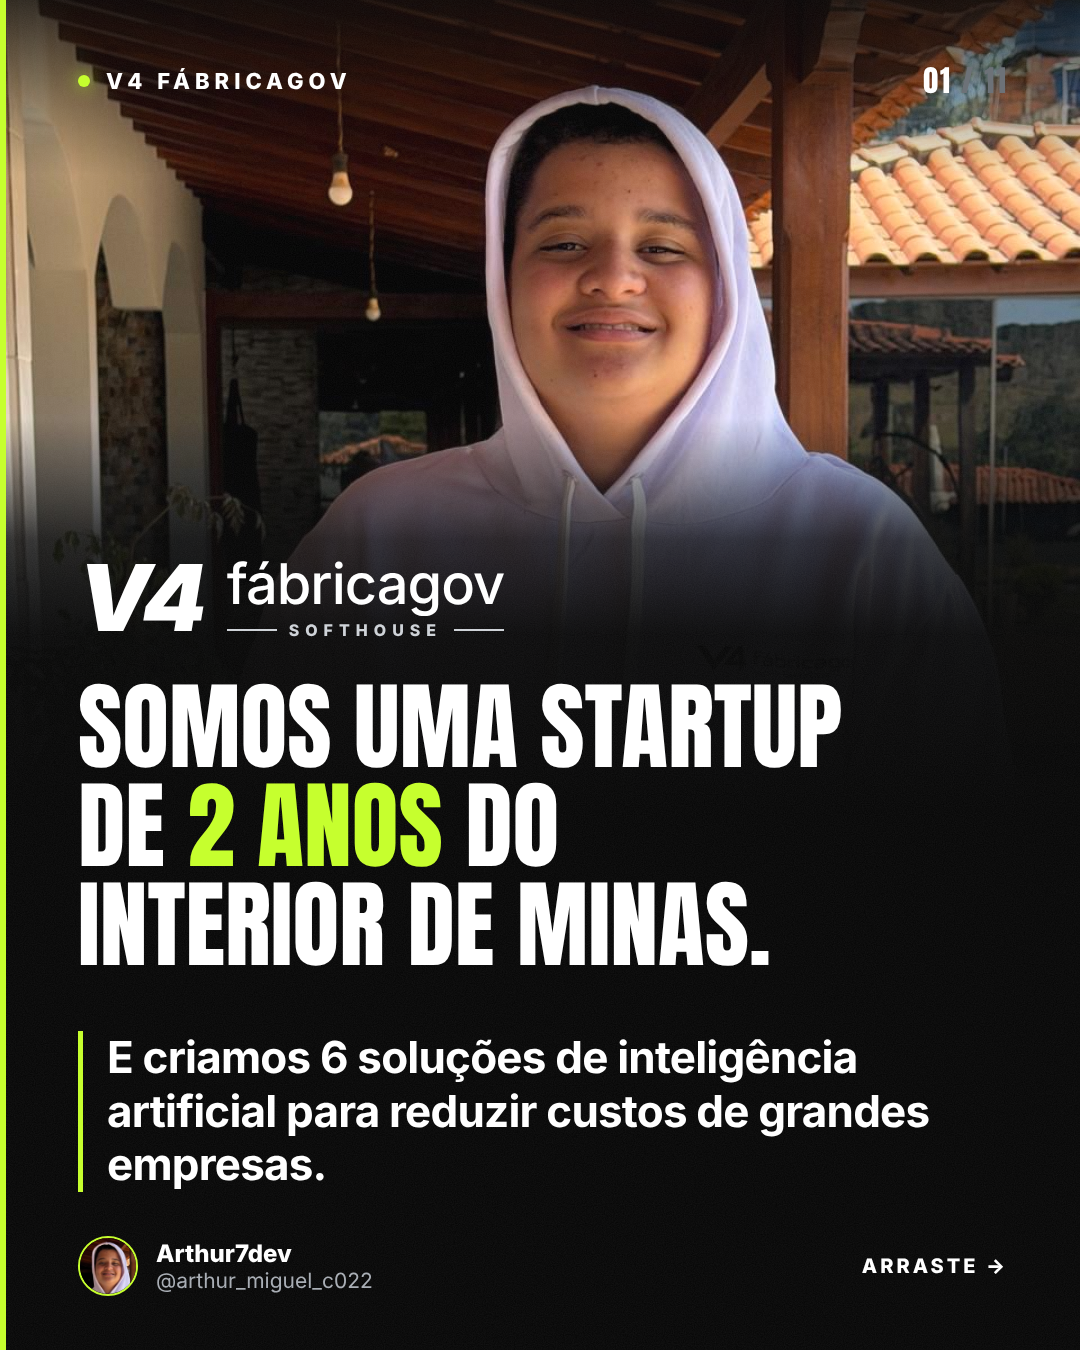 V4 FÁBRICAGOV
01 / 11
V4 fábricagov
SOFTHOUSE
SOMOS UMA STARTUP
DE 2 ANOS DO
INTERIOR DE MINAS.
E criamos 6 soluções de inteligência
artificial para reduzir custos de grandes
empresas.
Arthur7dev
@arthur_miguel_c022
ARRASTE →